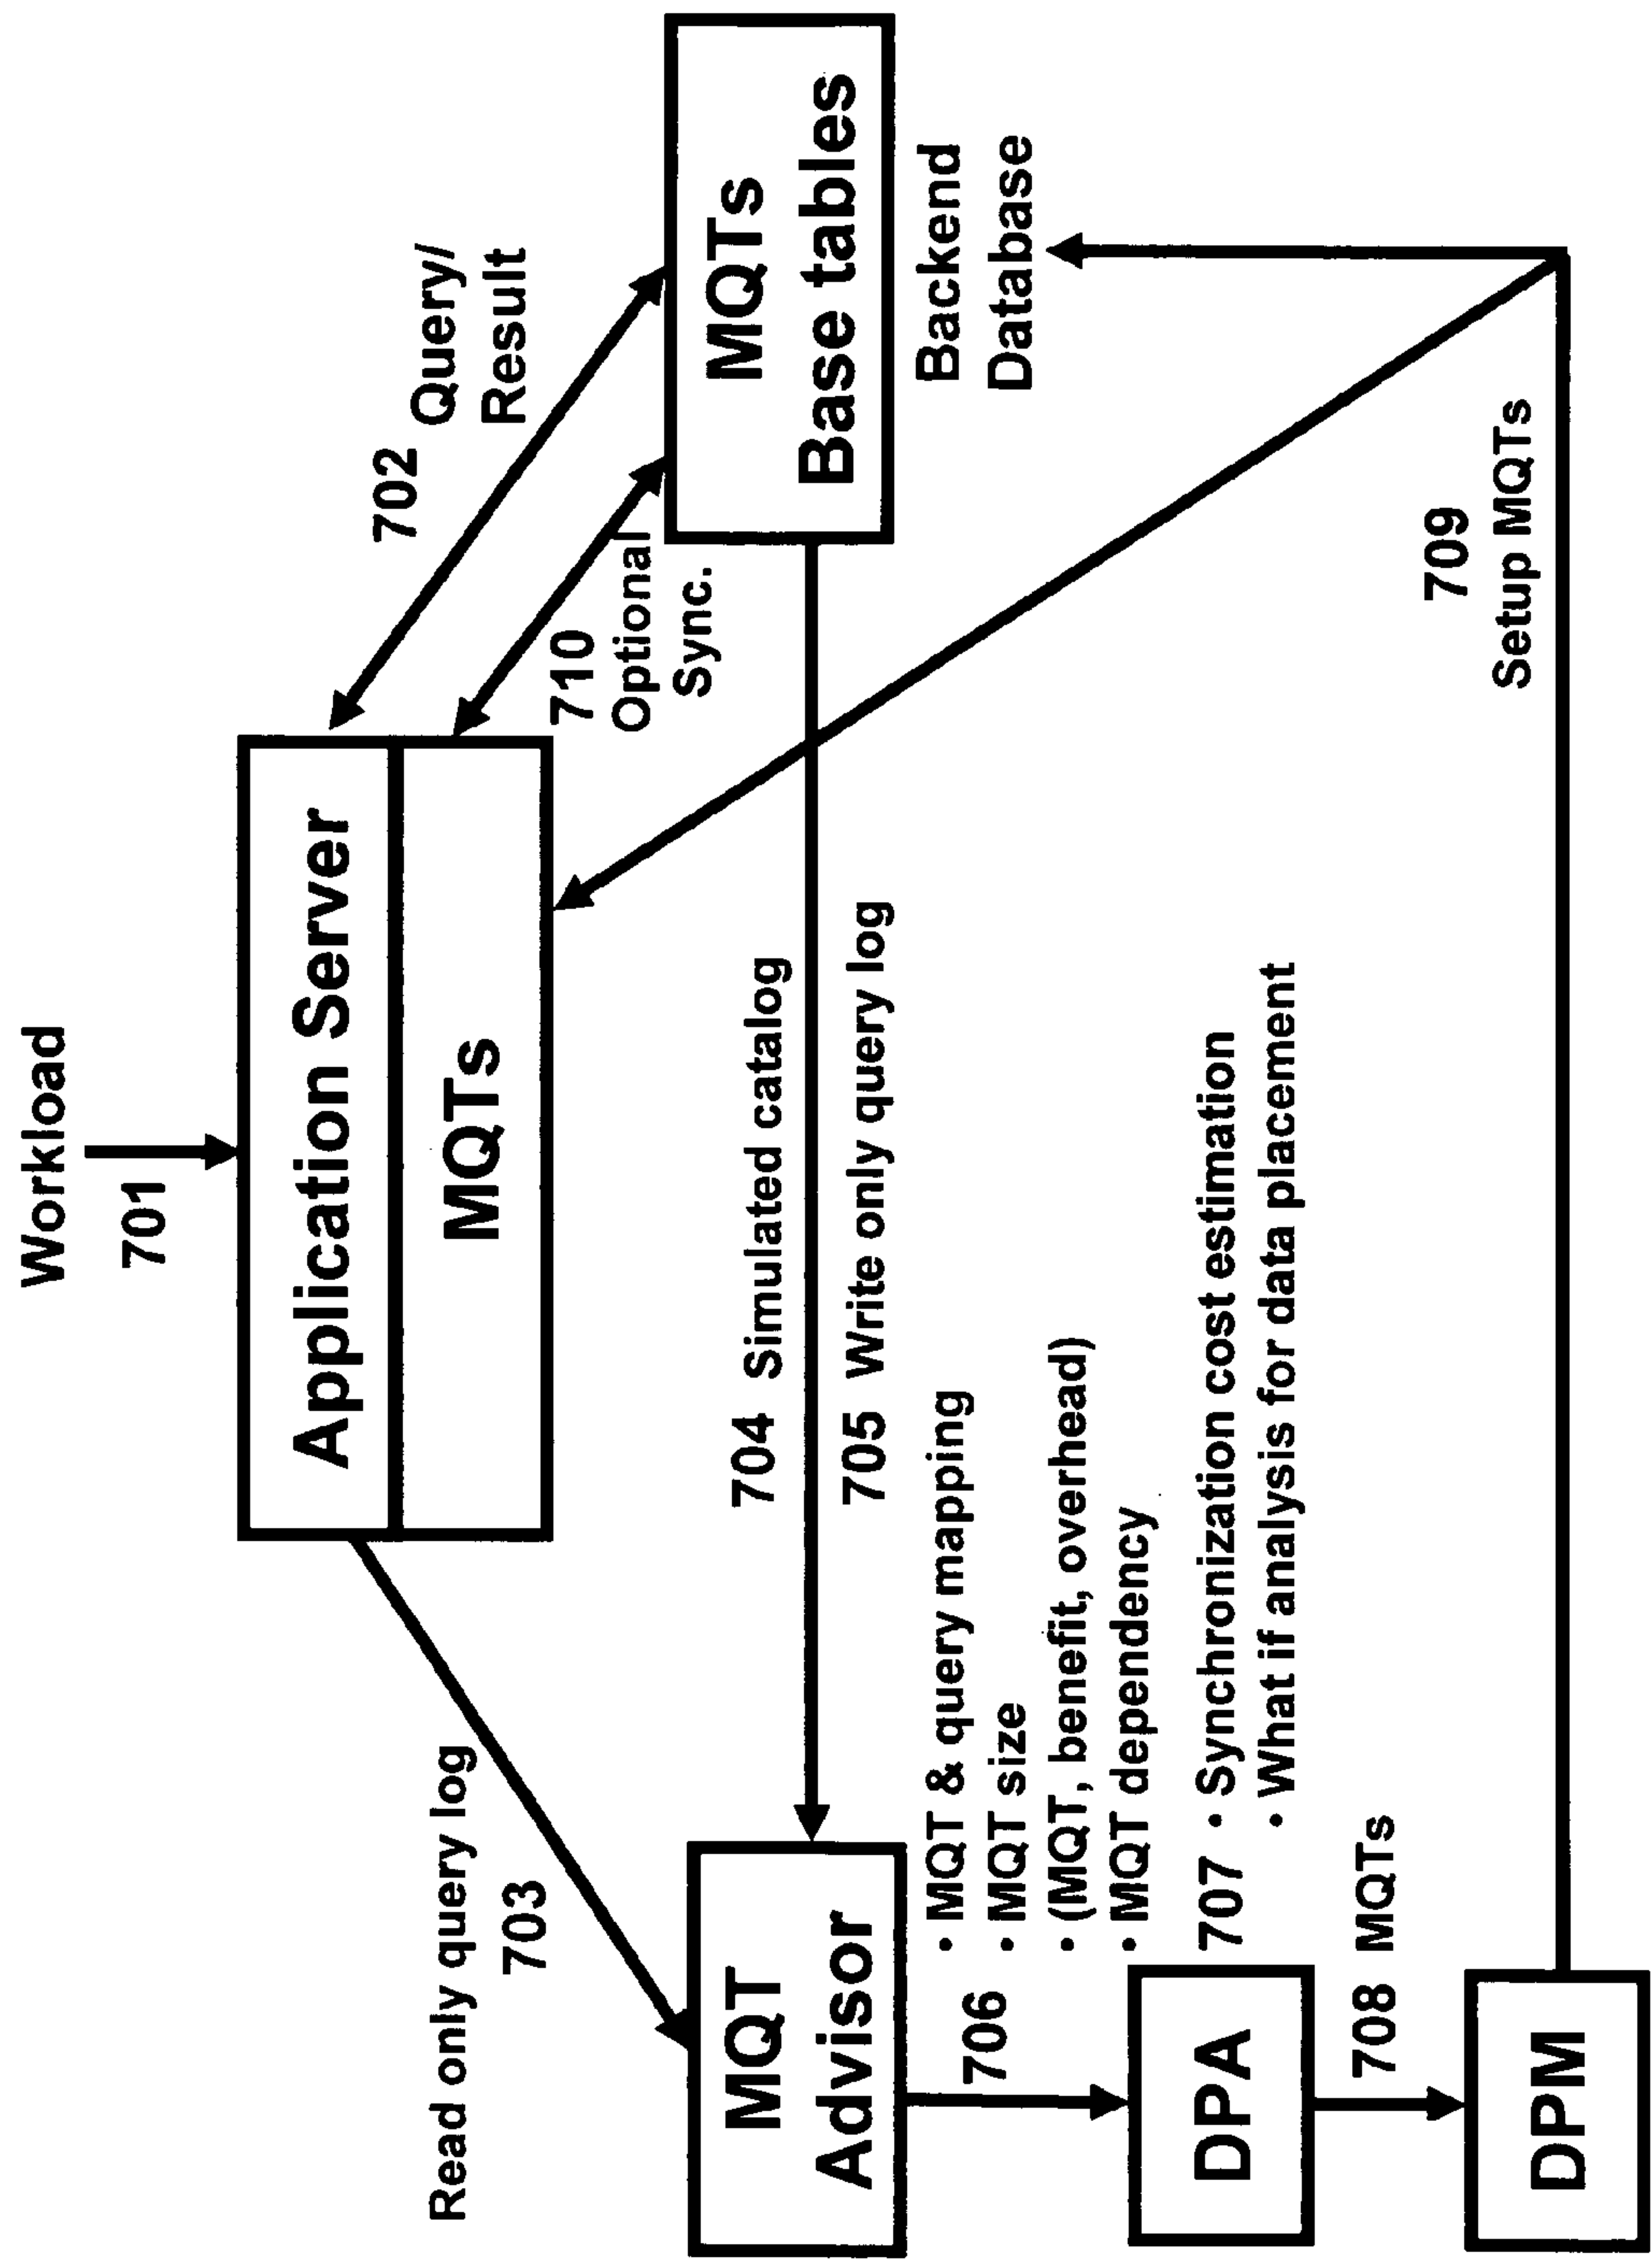 Workload
701
Application Server
MQTs
702
Query/
Result
710
Optional
Sync.
MQTs
Base tables
Backend
Database
Read only query log
703
704 Simulated catalog
705 Write only query log
MQT
Advisor
706
• MQT & query mapping
• MQT size
• (MQT, benefit, overhead)
• MQT dependency
DPA
707 • Synchronization cost estimation
• What if analysis for data placement
708 MQTs
DPM
709
Setup MQTs